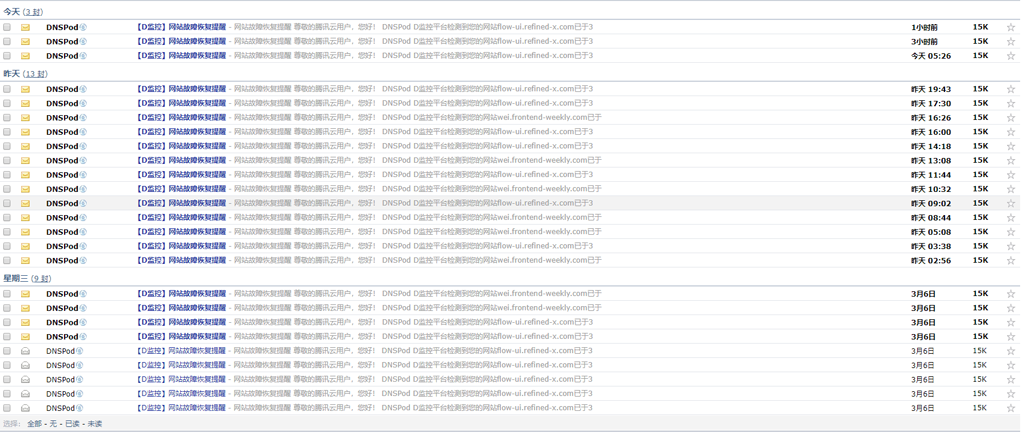 今天 (3 封)
DNSPod 【D监控】网站故障恢复提醒 - 网站故障恢复提醒 尊敬的腾讯云用户，您好！ DNSPod D监控平台检测到您的网站flow-ui.refined-x.com已于3 1小时前 15K
DNSPod 【D监控】网站故障恢复提醒 - 网站故障恢复提醒 尊敬的腾讯云用户，您好！ DNSPod D监控平台检测到您的网站flow-ui.refined-x.com已于3 3小时前 15K
DNSPod 【D监控】网站故障恢复提醒 - 网站故障恢复提醒 尊敬的腾讯云用户，您好！ DNSPod D监控平台检测到您的网站flow-ui.refined-x.com已于3 今天 05:26 15K
昨天 (13 封)
DNSPod 【D监控】网站故障恢复提醒 - 网站故障恢复提醒 尊敬的腾讯云用户，您好！ DNSPod D监控平台检测到您的网站flow-ui.refined-x.com已于3 昨天 19:43 15K
DNSPod 【D监控】网站故障恢复提醒 - 网站故障恢复提醒 尊敬的腾讯云用户，您好！ DNSPod D监控平台检测到您的网站flow-ui.refined-x.com已于3 昨天 17:30 15K
DNSPod 【D监控】网站故障恢复提醒 - 网站故障恢复提醒 尊敬的腾讯云用户，您好！ DNSPod D监控平台检测到您的网站wei.frontend-weekly.com已于 昨天 16:26 15K
DNSPod 【D监控】网站故障恢复提醒 - 网站故障恢复提醒 尊敬的腾讯云用户，您好！ DNSPod D监控平台检测到您的网站flow-ui.refined-x.com已于3 昨天 16:00 15K
DNSPod 【D监控】网站故障恢复提醒 - 网站故障恢复提醒 尊敬的腾讯云用户，您好！ DNSPod D监控平台检测到您的网站flow-ui.refined-x.com已于3 昨天 14:18 15K
DNSPod 【D监控】网站故障恢复提醒 - 网站故障恢复提醒 尊敬的腾讯云用户，您好！ DNSPod D监控平台检测到您的网站wei.frontend-weekly.com已于 昨天 13:08 15K
DNSPod 【D监控】网站故障恢复提醒 - 网站故障恢复提醒 尊敬的腾讯云用户，您好！ DNSPod D监控平台检测到您的网站flow-ui.refined-x.com已于3 昨天 11:44 15K
DNSPod 【D监控】网站故障恢复提醒 - 网站故障恢复提醒 尊敬的腾讯云用户，您好！ DNSPod D监控平台检测到您的网站wei.frontend-weekly.com已于 昨天 10:32 15K
DNSPod 【D监控】网站故障恢复提醒 - 网站故障恢复提醒 尊敬的腾讯云用户，您好！ DNSPod D监控平台检测到您的网站flow-ui.refined-x.com已于3 昨天 09:02 15K
DNSPod 【D监控】网站故障恢复提醒 - 网站故障恢复提醒 尊敬的腾讯云用户，您好！ DNSPod D监控平台检测到您的网站wei.frontend-weekly.com已于 昨天 08:44 15K
DNSPod 【D监控】网站故障恢复提醒 - 网站故障恢复提醒 尊敬的腾讯云用户，您好！ DNSPod D监控平台检测到您的网站wei.frontend-weekly.com已于 昨天 05:08 15K
DNSPod 【D监控】网站故障恢复提醒 - 网站故障恢复提醒 尊敬的腾讯云用户，您好！ DNSPod D监控平台检测到您的网站flow-ui.refined-x.com已于3 昨天 03:38 15K
DNSPod 【D监控】网站故障恢复提醒 - 网站故障恢复提醒 尊敬的腾讯云用户，您好！ DNSPod D监控平台检测到您的网站wei.frontend-weekly.com已于 昨天 02:56 15K
星期三 (9 封)
DNSPod 【D监控】网站故障恢复提醒 - 网站故障恢复提醒 尊敬的腾讯云用户，您好！ DNSPod D监控平台检测到您的网站wei.frontend-weekly.com已于 3月6日 15K
DNSPod 【D监控】网站故障恢复提醒 - 网站故障恢复提醒 尊敬的腾讯云用户，您好！ DNSPod D监控平台检测到您的网站wei.frontend-weekly.com已于 3月6日 15K
DNSPod 【D监控】网站故障恢复提醒 - 网站故障恢复提醒 尊敬的腾讯云用户，您好！ DNSPod D监控平台检测到您的网站flow-ui.refined-x.com已于3 3月6日 15K
DNSPod 【D监控】网站故障恢复提醒 - 网站故障恢复提醒 尊敬的腾讯云用户，您好！ DNSPod D监控平台检测到您的网站flow-ui.refined-x.com已于3 3月6日 15K
DNSPod 【D监控】网站故障恢复提醒 - 网站故障恢复提醒 尊敬的腾讯云用户，您好！ DNSPod D监控平台检测到您的网站flow-ui.refined-x.com已于3 3月6日 15K
DNSPod 【D监控】网站故障恢复提醒 - 网站故障恢复提醒 尊敬的腾讯云用户，您好！ DNSPod D监控平台检测到您的网站flow-ui.refined-x.com已于3 3月6日 15K
DNSPod 【D监控】网站故障恢复提醒 - 网站故障恢复提醒 尊敬的腾讯云用户，您好！ DNSPod D监控平台检测到您的网站flow-ui.refined-x.com已于3 3月6日 15K
DNSPod 【D监控】网站故障恢复提醒 - 网站故障恢复提醒 尊敬的腾讯云用户，您好！ DNSPod D监控平台检测到您的网站flow-ui.refined-x.com已于3 3月6日 15K
DNSPod 【D监控】网站故障恢复提醒 - 网站故障恢复提醒 尊敬的腾讯云用户，您好！ DNSPod D监控平台检测到您的网站flow-ui.refined-x.com已于3 3月6日 15K
选择： 全部 - 无 - 已读 - 未读